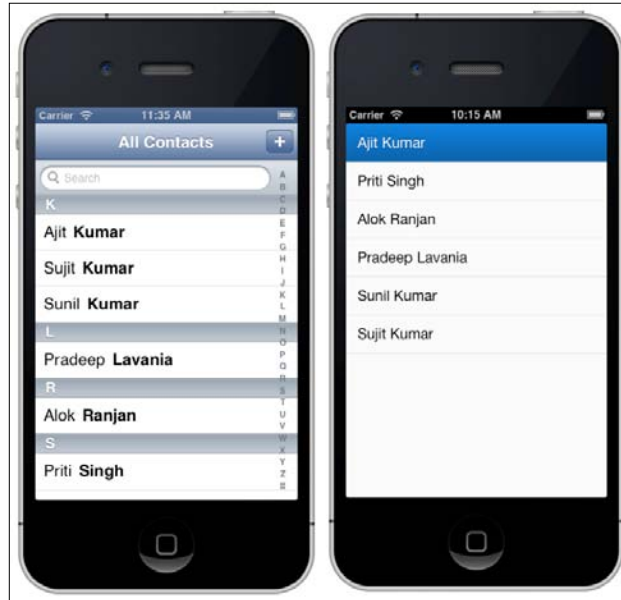 Carrier 11:35 AM
All Contacts +
Search
K
Ajit Kumar
Sujit Kumar
Sunil Kumar
L
Pradeep Lavania
R
Alok Ranjan
S
Priti Singh
A
B
C
D
E
F
G
H
I
J
K
L
M
N
O
P
Q
R
S
T
U
V
W
X
Y
Z
#
Carrier 10:15 AM
Ajit Kumar
Priti Singh
Alok Ranjan
Pradeep Lavania
Sunil Kumar
Sujit Kumar